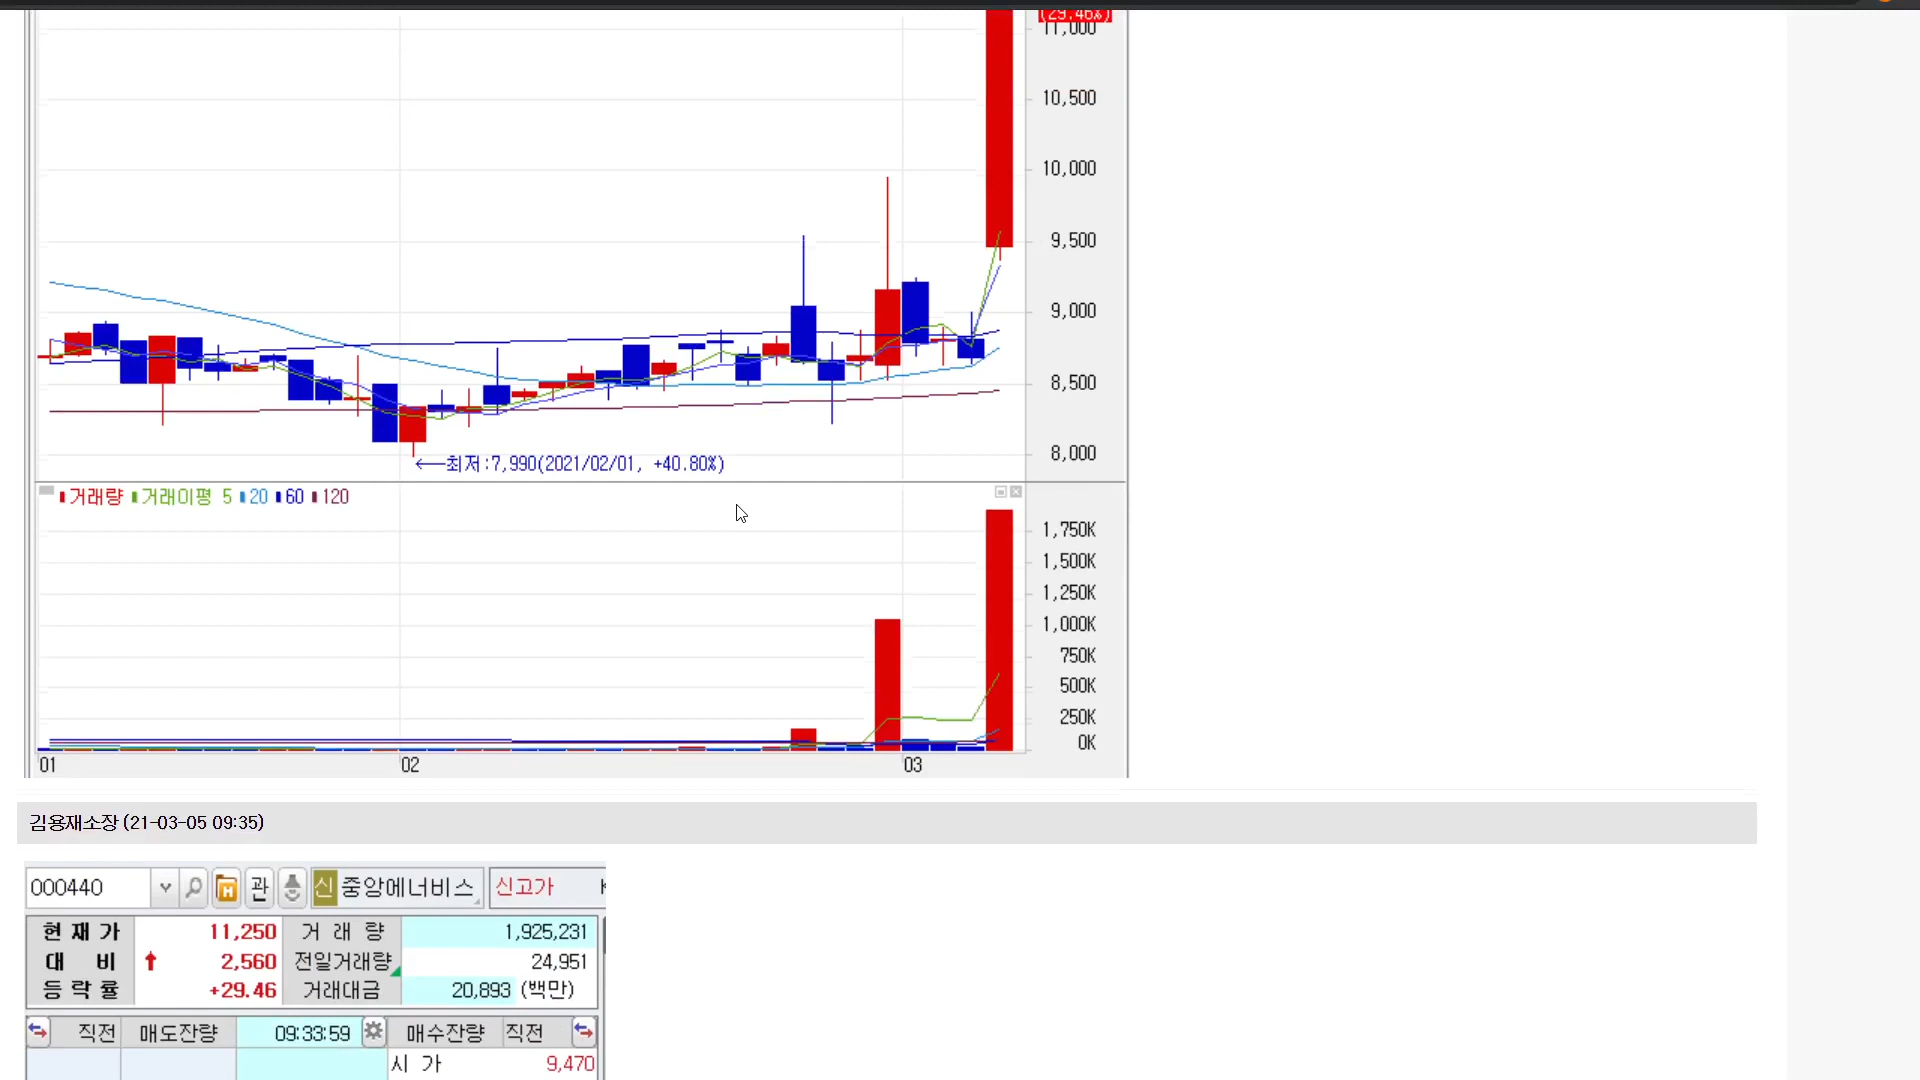 (29.46%)
11,000
10,500
10,000
9,500
9,000
8,500
8,000
←최저:7,990(2021/02/01, +40.80%)
거래량 거래이평 5 20 60 120
1,750K
1,500K
1,250K
1,000K
750K
500K
250K
0K
01 02 03
김용재소장 (21-03-05 09:35)
000440 관 신 중앙에너비스 신고가
현 재 가 11,250 거 래 량 1,925,231
대 비 ↑ 2,560 전일거래량 24,951
등 락 률 +29.46 거래대금 20,893 (백만)
직전 매도잔량 09:33:59 매수잔량 직전
시 가 9,470